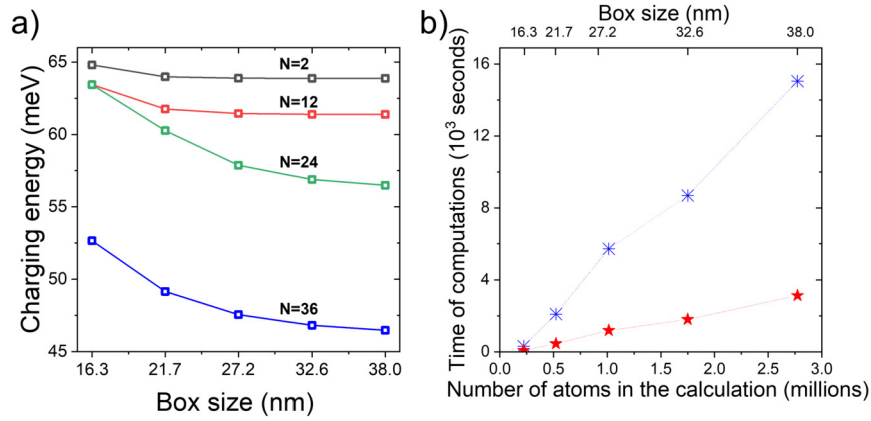 a)
Charging energy (meV)
65
60
55
50
45
N=2
N=12
N=24
N=36
16.3 21.7 27.2 32.6 38.0
Box size (nm)
b)
Box size (nm)
16.3 21.7 27.2 32.6 38.0
Time of computations (10³ seconds)
16
12
8
4
0
0 0.5 1.0 1.5 2.0 2.5 3.0
Number of atoms in the calculation (millions)